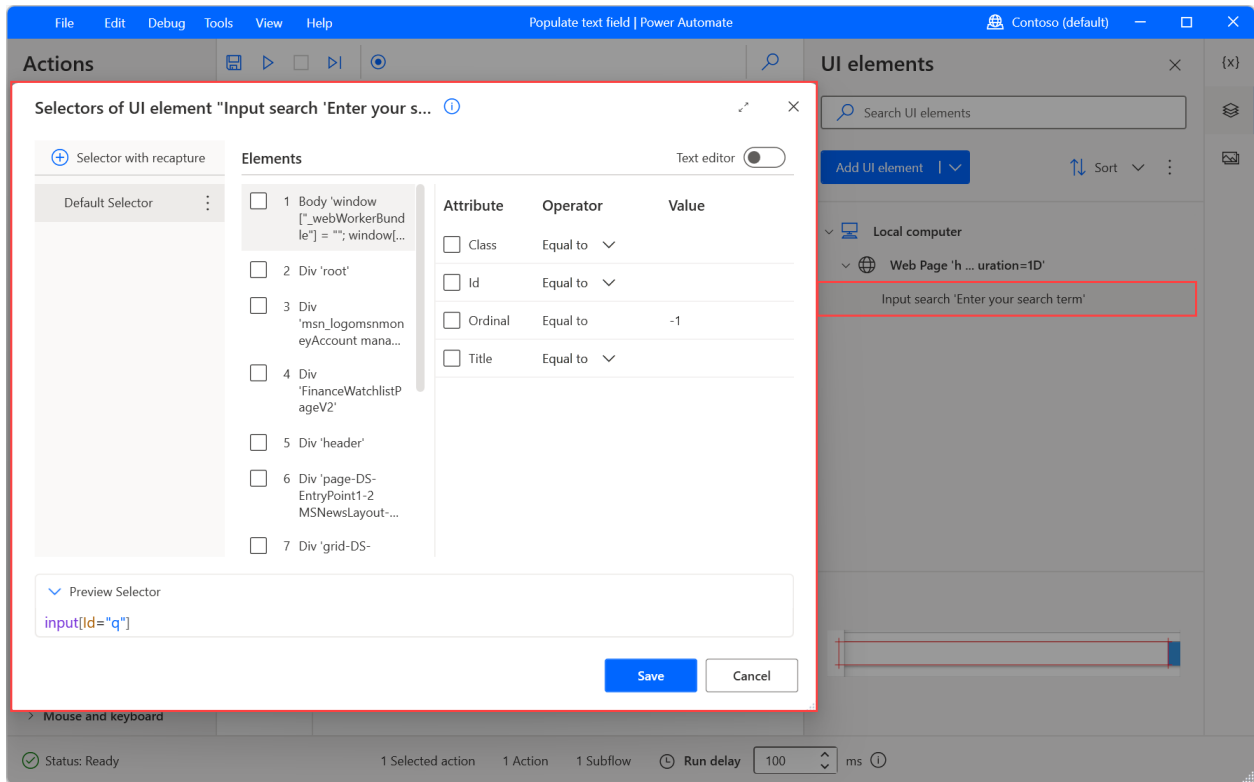 File Edit Debug Tools View Help Populate text field | Power Automate Contoso (default)
Actions
UI elements
{x}
Selectors of UI element "Input search 'Enter your s...
Search UI elements
Selector with recapture
Elements
Text editor
Add UI element
Sort
Default Selector
1 Body 'window
["_webWorkerBund
le"] = ""; window[...
2 Div 'root'
3 Div
'msn_logomsnmon
eyAccount mana...
4 Div
'FinanceWatchlistP
ageV2'
5 Div 'header'
6 Div 'page-DS-
EntryPoint1-2
MSNewsLayout-...
7 Div 'grid-DS-
Attribute Operator Value
Class Equal to
Id Equal to
Ordinal Equal to -1
Title Equal to
Local computer
Web Page 'h ... uration=1D'
Input search 'Enter your search term'
Preview Selector
input[Id="q"]
Save Cancel
Mouse and keyboard
Status: Ready 1 Selected action 1 Action 1 Subflow Run delay 100 ms